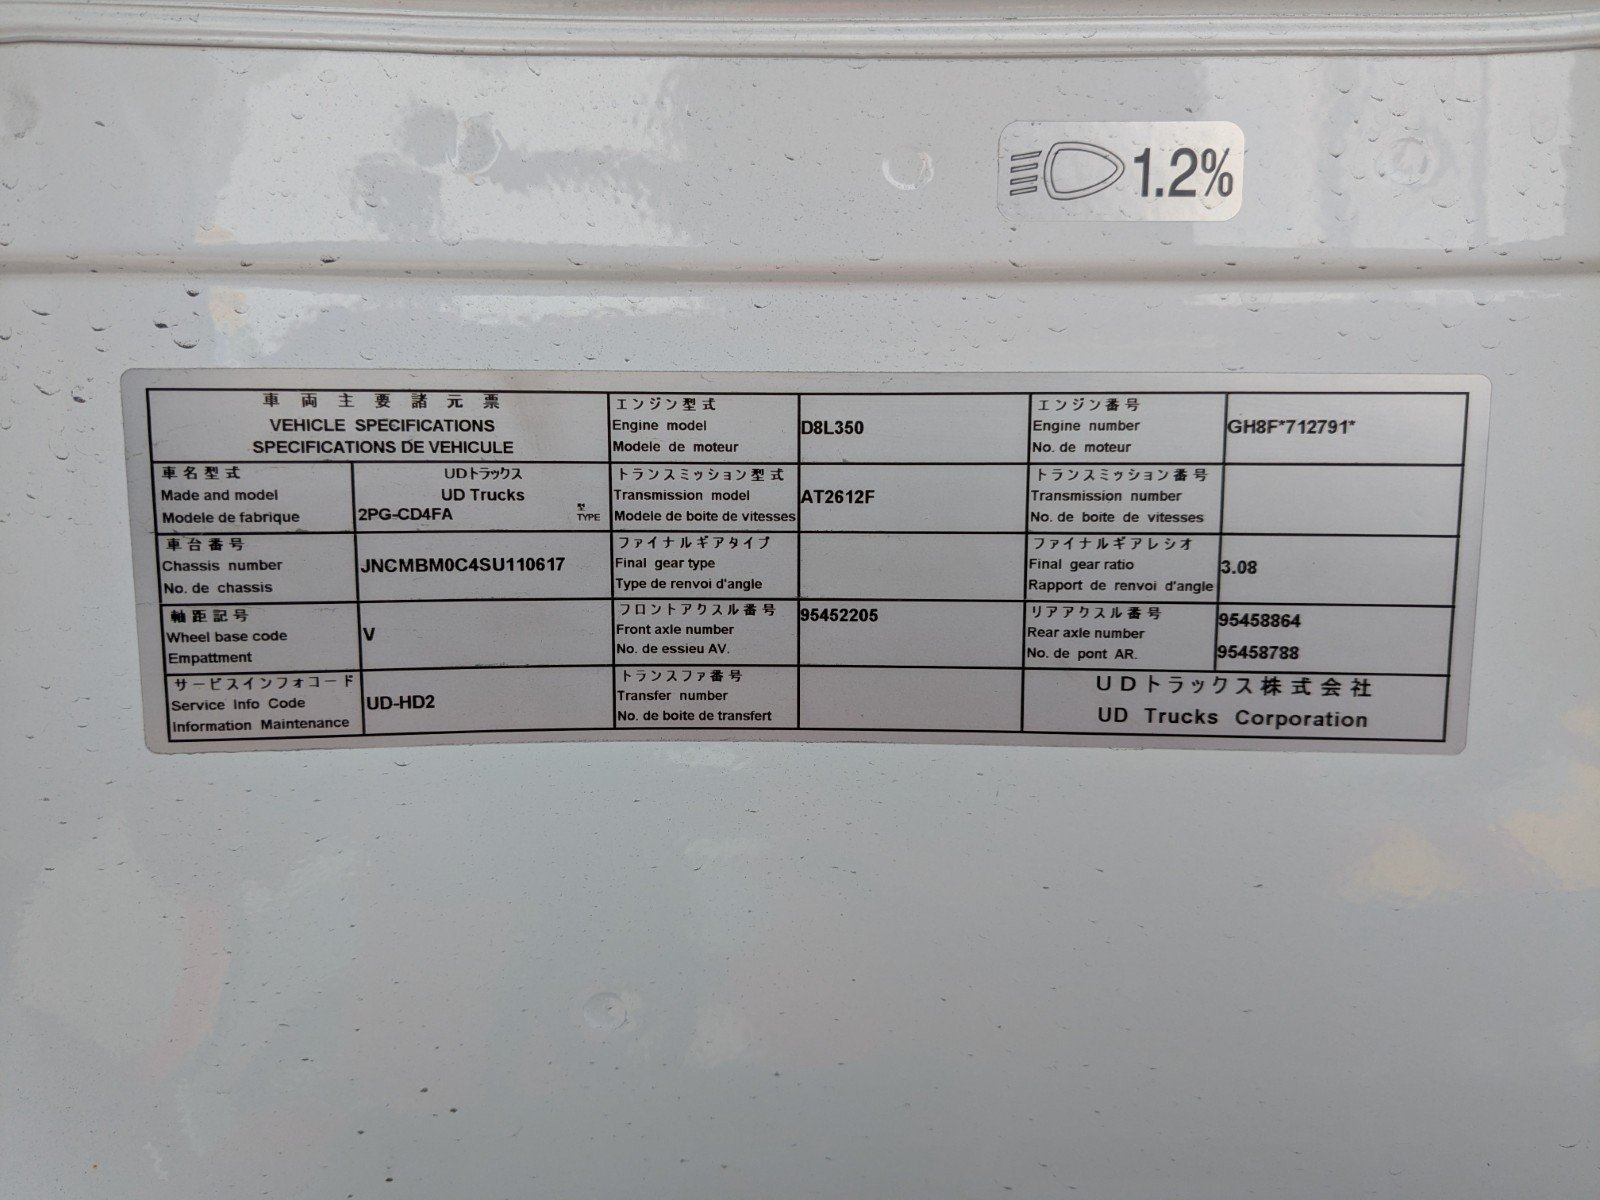 1.2%
車両主要諸元票
VEHICLE SPECIFICATIONS
SPECIFICATIONS DE VEHICULE
エンジン型式
Engine model
Modele de moteur
D8L350
エンジン番号
Engine number
No. de moteur
GH8F*712791*
車名型式
Made and model
Modele de fabrique
UDトラックス
UD Trucks
2PG-CD4FA
型
TYPE
トランスミッション型式
Transmission model
Modele de boite de vitesses
AT2612F
トランスミッション番号
Transmission number
No. de boite de vitesses
車台番号
Chassis number
No. de chassis
JNCMBM0C4SU110617
ファイナルギアタイプ
Final gear type
Type de renvoi d'angle
ファイナルギアレシオ
Final gear ratio
Rapport de renvoi d'angle
3.08
軸距記号
Wheel base code
Empattment
V
フロントアクスル番号
Front axle number
No. de essieu AV.
95452205
リアアクスル番号
Rear axle number
No. de pont AR.
95458864
95458788
サービスインフォコード
Service Info Code
Information Maintenance
UD-HD2
トランスファ番号
Transfer number
No. de boite de transfert
UDトラックス株式会社
UD Trucks Corporation